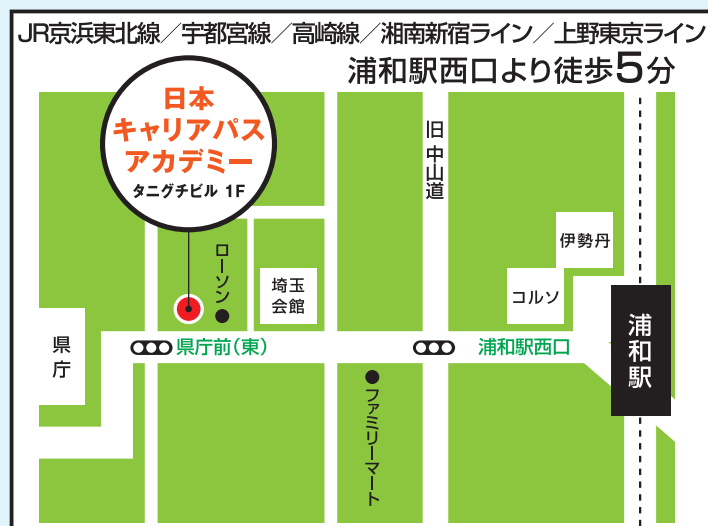 JR京浜東北線／宇都宮線／高崎線／湘南新宿ライン／上野東京ライン
浦和駅西口より徒歩5分
日本
キャリアパス
アカデミー
タニグチビル 1F
旧中山道
伊勢丹
ローソン
埼玉
会館
コルソ
浦和駅
県庁
県庁前（東）
浦和駅西口
ファミリーマート